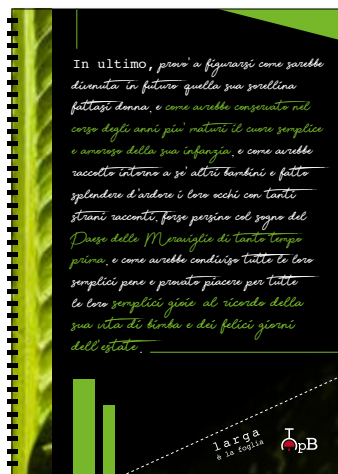 In ultimo, provo' a figurarsi come sarebbe
divenuta in futuro quella sua sorellina
fattasi donna, e come avrebbe conservato nel
corso degli anni piu' maturi il cuore semplice
e amoroso della sua infanzia, e come avrebbe
raccolto intorno a se' altri bambini e fatto
splendere d'ardore i loro occhi con tanti
strani racconti, forse persino col sogno del
Paese delle Meraviglie di tanto tempo
prima, e come avrebbe condiviso tutte le loro
semplici pene e provato piacere per tutte
le loro semplici gioie al ricordo della
sua vita di bimba e dei felici giorni
dell'estate.
larga
è la foglia
TopB